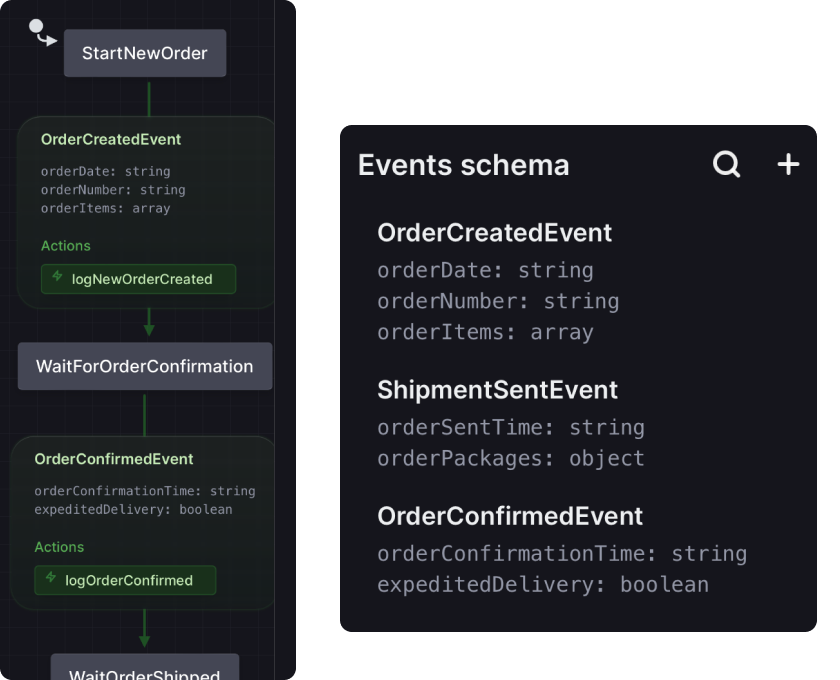 StartNewOrder
OrderCreatedEvent
orderDate: string
orderNumber: string
orderItems: array
Actions
logNewOrderCreated
WaitForOrderConfirmation
OrderConfirmedEvent
orderConfirmationTime: string
expeditedDelivery: boolean
Actions
logOrderConfirmed
WaitOrderShipped
Events schema
OrderCreatedEvent
orderDate: string
orderNumber: string
orderItems: array
ShipmentSentEvent
orderSentTime: string
orderPackages: object
OrderConfirmedEvent
orderConfirmationTime: string
expeditedDelivery: boolean